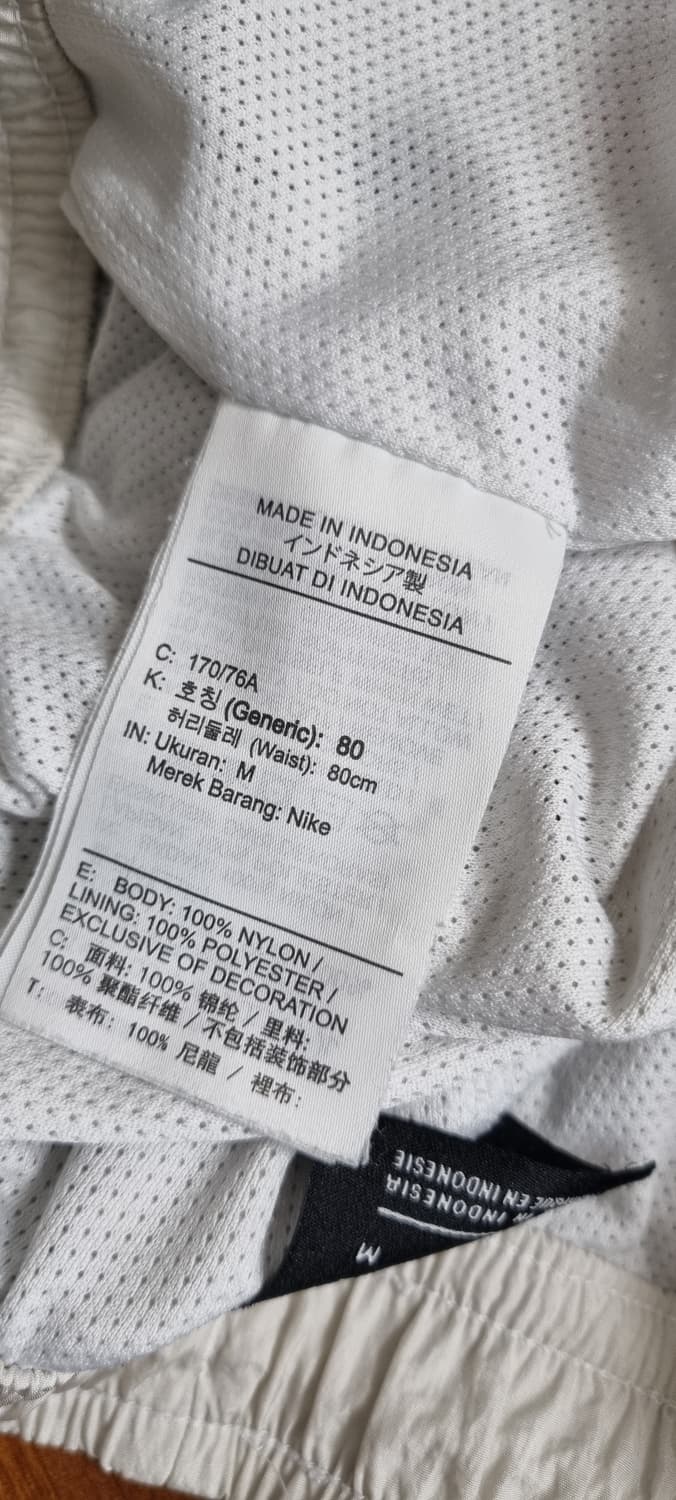 MADE IN INDONESIA
インドネシア製
DIBUAT DI INDONESIA
C: 170/76A
K: 호칭 (Generic): 80
허리둘레 (Waist): 80cm
IN: Ukuran: M
Merek Barang: Nike
E: BODY: 100% NYLON /
LINING: 100% POLYESTER /
EXCLUSIVE OF DECORATION
C: 面料: 100% 锦纶 / 里料:
100% 聚酯纤维 / 不包括装饰部分
T: 表布: 100% 尼龍 / 裡布:
M
INDONESIA
EN INDONESIE